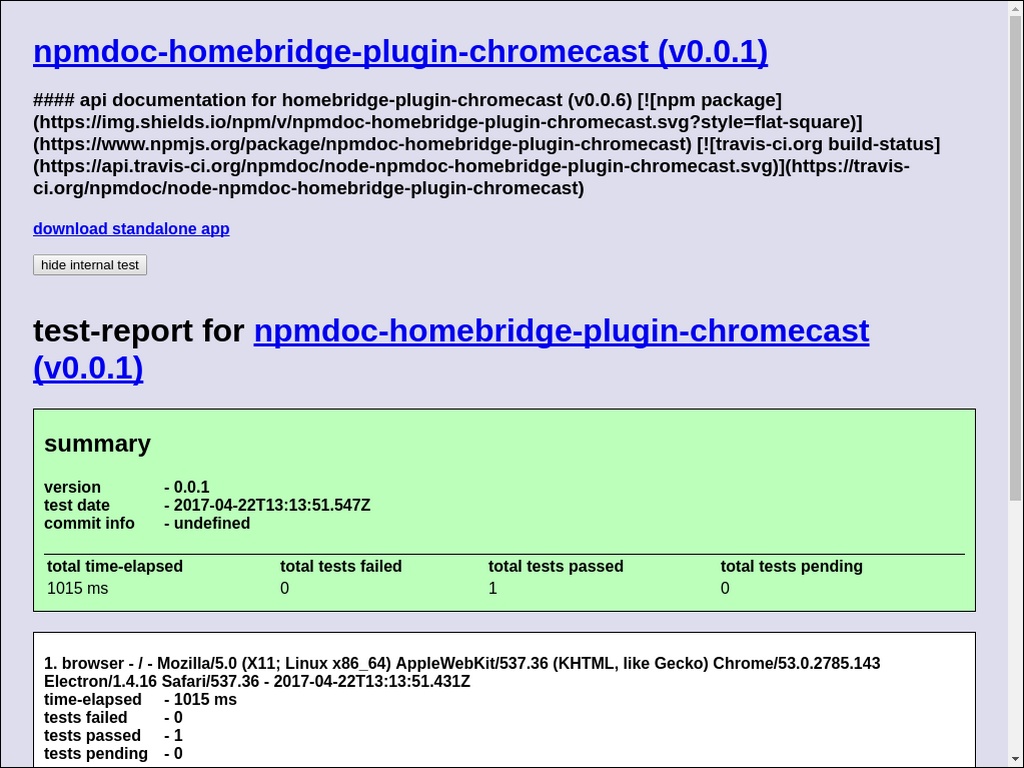 npmdoc-homebridge-plugin-chromecast (v0.0.1)
#### api documentation for homebridge-plugin-chromecast (v0.0.6) [![npm package]
(https://img.shields.io/npm/v/npmdoc-homebridge-plugin-chromecast.svg?style=flat-square)]
(https://www.npmjs.org/package/npmdoc-homebridge-plugin-chromecast) [![travis-ci.org build-status]
(https://api.travis-ci.org/npmdoc/node-npmdoc-homebridge-plugin-chromecast.svg)](https://travis-
ci.org/npmdoc/node-npmdoc-homebridge-plugin-chromecast)
download standalone app
hide internal test
test-report for npmdoc-homebridge-plugin-chromecast
(v0.0.1)
summary
version - 0.0.1
test date - 2017-04-22T13:13:51.547Z
commit info - undefined
total time-elapsed total tests failed total tests passed total tests pending
1015 ms 0 1 0
1. browser - / - Mozilla/5.0 (X11; Linux x86_64) AppleWebKit/537.36 (KHTML, like Gecko) Chrome/53.0.2785.143
Electron/1.4.16 Safari/537.36 - 2017-04-22T13:13:51.431Z
time-elapsed - 1015 ms
tests failed - 0
tests passed - 1
tests pending - 0